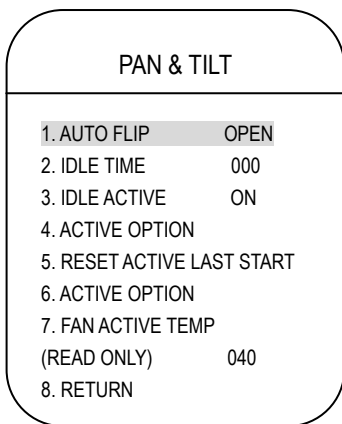 PAN & TILT
1. AUTO FLIP OPEN
2. IDLE TIME 000
3. IDLE ACTIVE ON
4. ACTIVE OPTION
5. RESET ACTIVE LAST START
6. ACTIVE OPTION
7. FAN ACTIVE TEMP
(READ ONLY) 040
8. RETURN